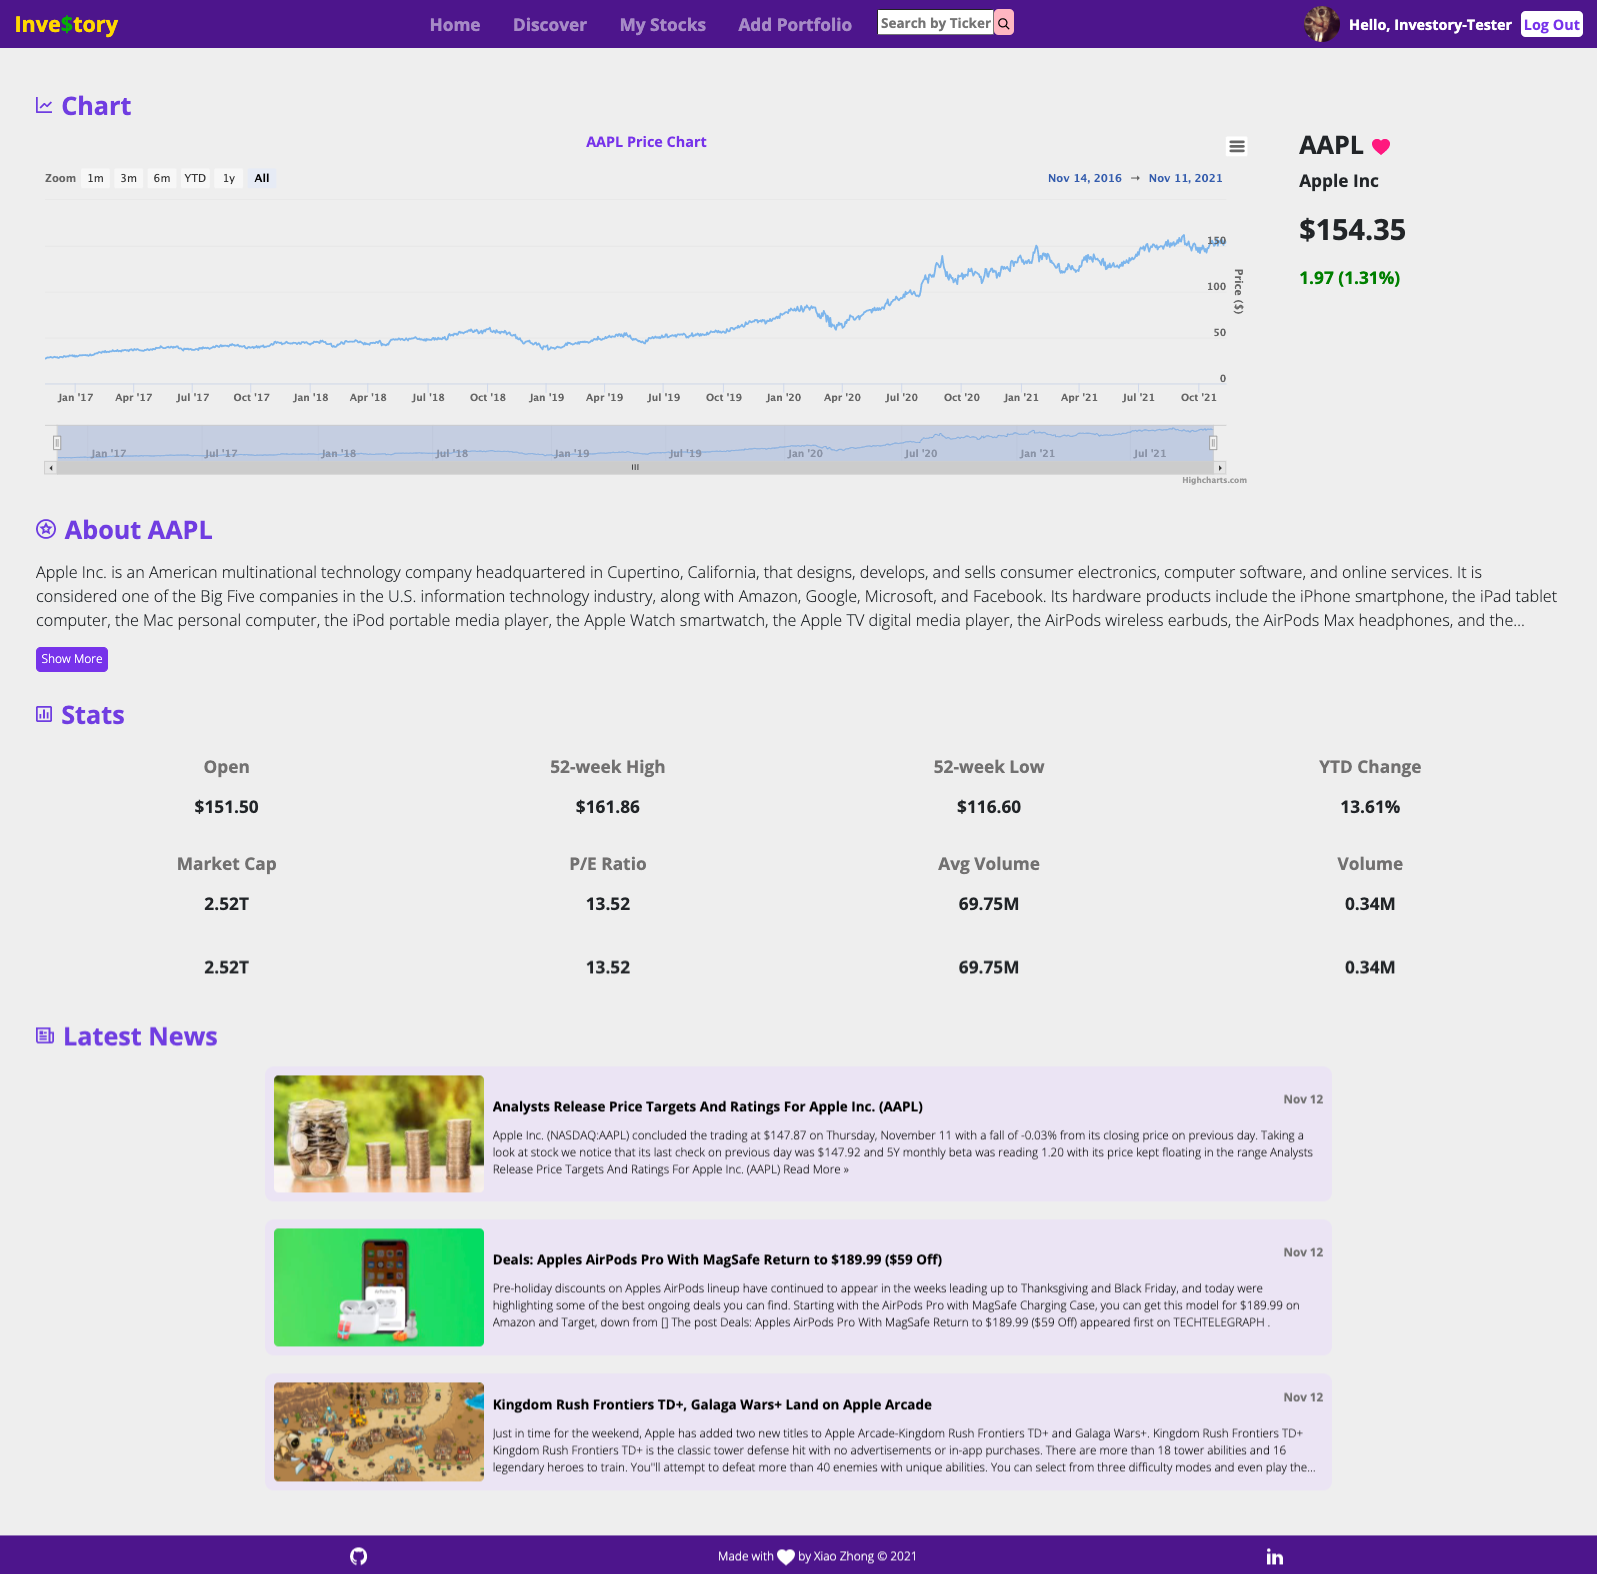 Inve$tory
Home Discover My Stocks Add Portfolio Search by Ticker
Hello, Investory-Tester Log Out
Chart
AAPL Price Chart
Zoom 1m 3m 6m YTD 1y All
Nov 14, 2016 → Nov 11, 2021
150
100
50
0
Price ($)
Jan '17 Apr '17 Jul '17 Oct '17 Jan '18 Apr '18 Jul '18 Oct '18 Jan '19 Apr '19 Jul '19 Oct '19 Jan '20 Apr '20 Jul '20 Oct '20 Jan '21 Apr '21 Jul '21 Oct '21
Jan '17 Jul '17 Jan '18 Jul '18 Jan '19 Jul '19 Jan '20 Jul '20 Jan '21 Jul '21
Highcharts.com
AAPL
Apple Inc
$154.35
1.97 (1.31%)
About AAPL
Apple Inc. is an American multinational technology company headquartered in Cupertino, California, that designs, develops, and sells consumer electronics, computer software, and online services. It is
considered one of the Big Five companies in the U.S. information technology industry, along with Amazon, Google, Microsoft, and Facebook. Its hardware products include the iPhone smartphone, the iPad tablet
computer, the Mac personal computer, the iPod portable media player, the Apple Watch smartwatch, the Apple TV digital media player, the AirPods wireless earbuds, the AirPods Max headphones, and the...
Show More
Stats
Open 52-week High 52-week Low YTD Change
$151.50 $161.86 $116.60 13.61%
Market Cap P/E Ratio Avg Volume Volume
2.52T 13.52 69.75M 0.34M
2.52T 13.52 69.75M 0.34M
Latest News
Analysts Release Price Targets And Ratings For Apple Inc. (AAPL)
Nov 12
Apple Inc. (NASDAQ:AAPL) concluded the trading at $147.87 on Thursday, November 11 with a fall of -0.03% from its closing price on previous day. Taking a
look at stock we notice that its last check on previous day was $147.92 and 5Y monthly beta was reading 1.20 with its price kept floating in the range Analysts
Release Price Targets And Ratings For Apple Inc. (AAPL) Read More »
Deals: Apples AirPods Pro With MagSafe Return to $189.99 ($59 Off)
Nov 12
Pre-holiday discounts on Apples AirPods lineup have continued to appear in the weeks leading up to Thanksgiving and Black Friday, and today were
highlighting some of the best ongoing deals you can find. Starting with the AirPods Pro with MagSafe Charging Case, you can get this model for $189.99 on
Amazon and Target, down from [] The post Deals: Apples AirPods Pro With MagSafe Return to $189.99 ($59 Off) appeared first on TECHTELEGRAPH .
AirPods Pro
Kingdom Rush Frontiers TD+, Galaga Wars+ Land on Apple Arcade
Nov 12
Just in time for the weekend, Apple has added two new titles to Apple Arcade-Kingdom Rush Frontiers TD+ and Galaga Wars+. Kingdom Rush Frontiers TD+
Kingdom Rush Frontiers TD+ is the classic tower defense hit with no advertisements or in-app purchases. There are more than 18 tower abilities and 16
legendary heroes to train. You"ll attempt to defeat more than 40 enemies with unique abilities. You can select from three difficulty modes and even play the...
Made with by Xiao Zhong © 2021
in